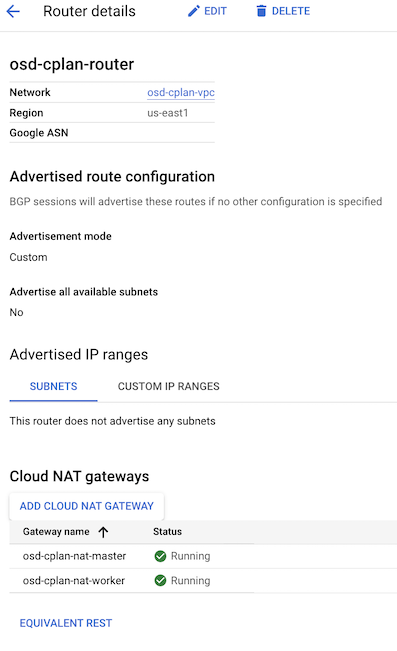 Router details EDIT DELETE
osd-cplan-router
Network osd-cplan-vpc
Region us-east1
Google ASN
Advertised route configuration
BGP sessions will advertise these routes if no other configuration is specified
Advertisement mode
Custom
Advertise all available subnets
No
Advertised IP ranges
SUBNETS CUSTOM IP RANGES
This router does not advertise any subnets
Cloud NAT gateways
ADD CLOUD NAT GATEWAY
Gateway name Status
osd-cplan-nat-master Running
osd-cplan-nat-worker Running
EQUIVALENT REST